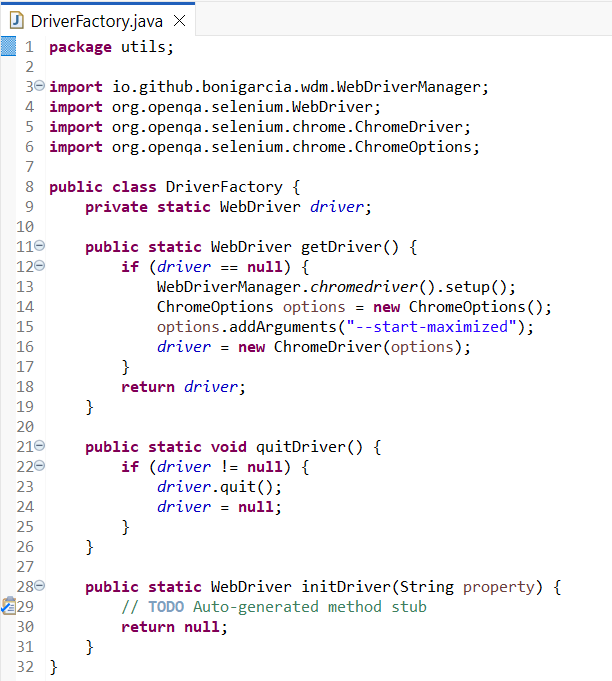 DriverFactory.java
1 package utils;
2
3 import io.github.bonigarcia.wdm.WebDriverManager;
4 import org.openqa.selenium.WebDriver;
5 import org.openqa.selenium.chrome.ChromeDriver;
6 import org.openqa.selenium.chrome.ChromeOptions;
7
8 public class DriverFactory {
9     private static WebDriver driver;
10
11     public static WebDriver getDriver() {
12         if (driver == null) {
13             WebDriverManager.chromedriver().setup();
14             ChromeOptions options = new ChromeOptions();
15             options.addArguments("--start-maximized");
16             driver = new ChromeDriver(options);
17         }
18         return driver;
19     }
20
21     public static void quitDriver() {
22         if (driver != null) {
23             driver.quit();
24             driver = null;
25         }
26     }
27
28     public static WebDriver initDriver(String property) {
29         // TODO Auto-generated method stub
30         return null;
31     }
32 }